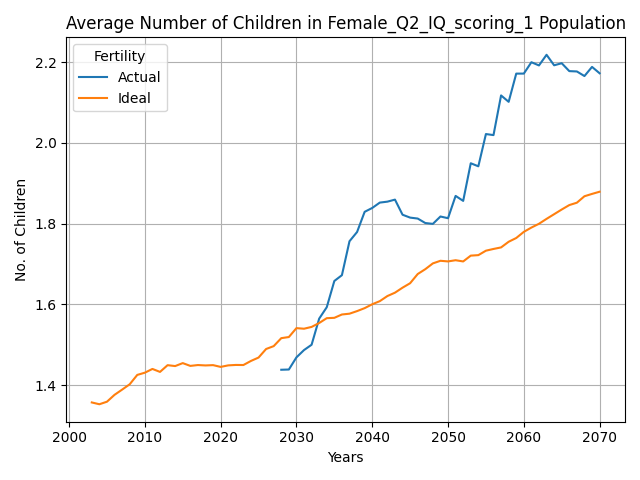 Average Number of Children in Female_Q2_IQ_scoring_1 Population
Fertility
Actual
Ideal
No. of Children
2.2
2.0
1.8
1.6
1.4
2000 2010 2020 2030 2040 2050 2060 2070
Years